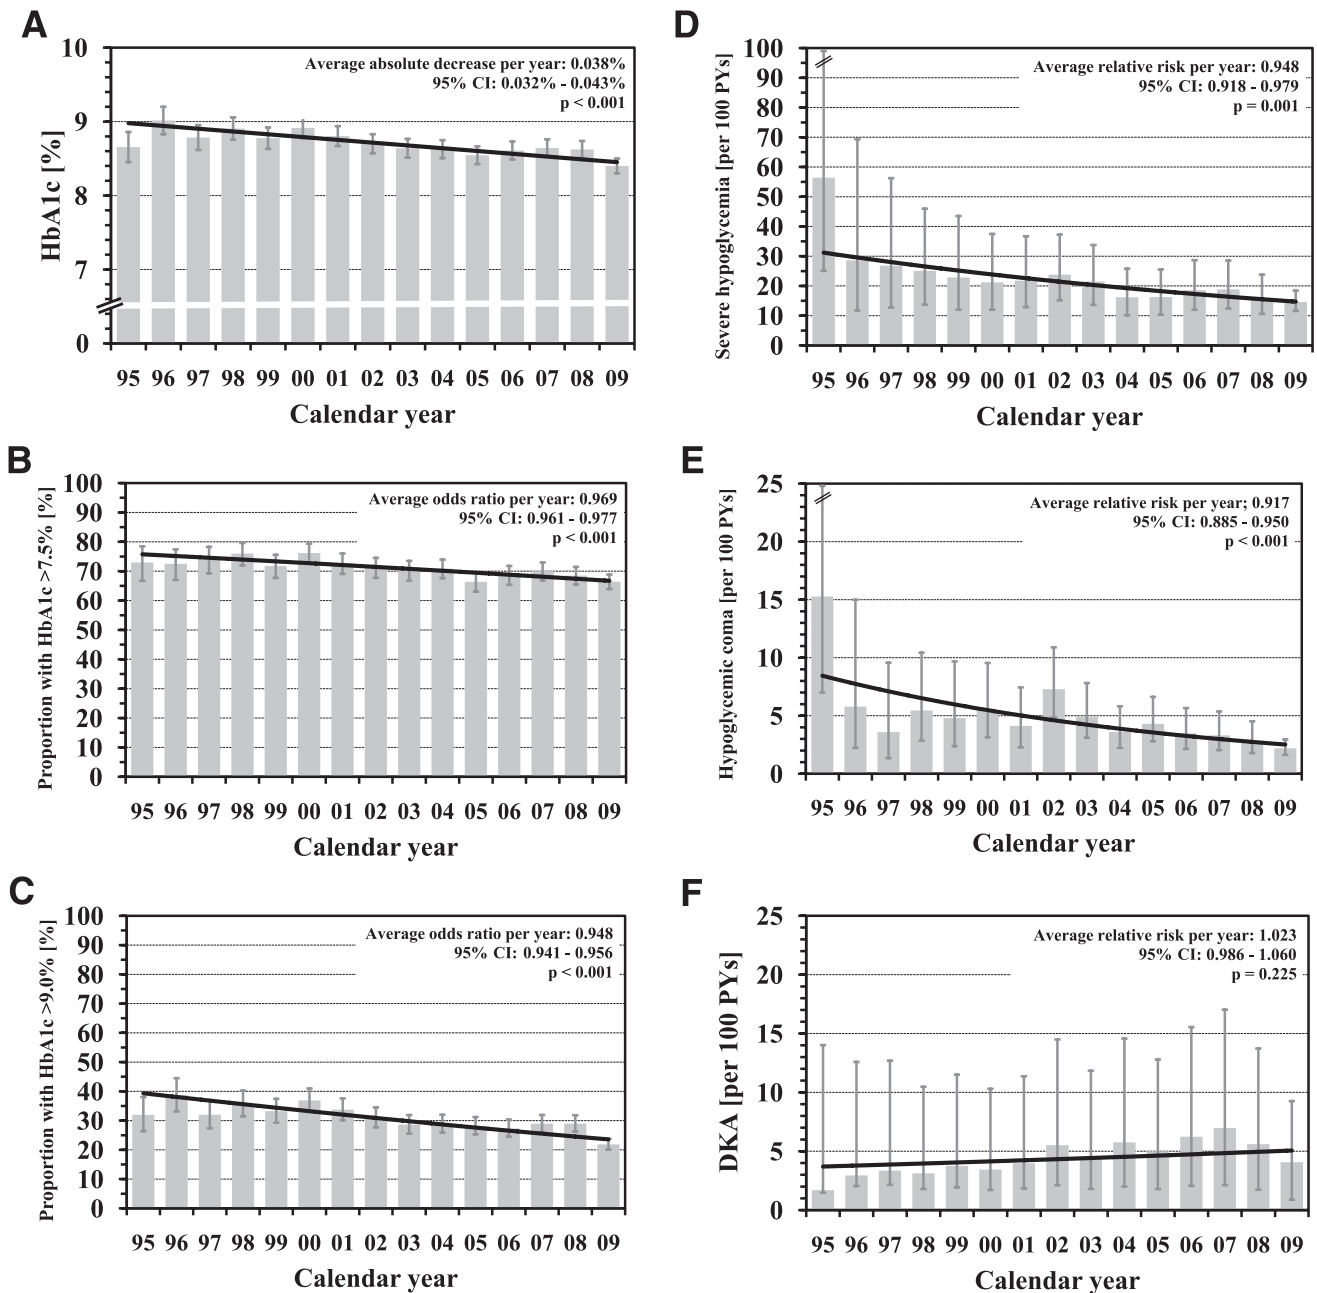 A
HbA1c [%]
10
9
8
7
0
Average absolute decrease per year: 0.038%
95% CI: 0.032% - 0.043%
p < 0.001
95 96 97 98 99 00 01 02 03 04 05 06 07 08 09
Calendar year
B
Proportion with HbA1c >7.5% [%]
100
90
80
70
60
50
40
30
20
10
0
Average odds ratio per year: 0.969
95% CI: 0.961 - 0.977
p < 0.001
95 96 97 98 99 00 01 02 03 04 05 06 07 08 09
Calendar year
C
Proportion with HbA1c >9.0% [%]
100
90
80
70
60
50
40
30
20
10
0
Average odds ratio per year: 0.948
95% CI: 0.941 - 0.956
p < 0.001
95 96 97 98 99 00 01 02 03 04 05 06 07 08 09
Calendar year
D
Severe hypoglycemia [per 100 PYs]
100
90
80
70
60
50
40
30
20
10
0
Average relative risk per year: 0.948
95% CI: 0.918 - 0.979
p = 0.001
95 96 97 98 99 00 01 02 03 04 05 06 07 08 09
Calendar year
E
Hypoglycemic coma [per 100 PYs]
25
20
15
10
5
0
Average relative risk per year; 0.917
95% CI: 0.885 - 0.950
p < 0.001
95 96 97 98 99 00 01 02 03 04 05 06 07 08 09
Calendar year
F
DKA [per 100 PYs]
25
20
15
10
5
0
Average relative risk per year: 1.023
95% CI: 0.986 - 1.060
p = 0.225
95 96 97 98 99 00 01 02 03 04 05 06 07 08 09
Calendar year